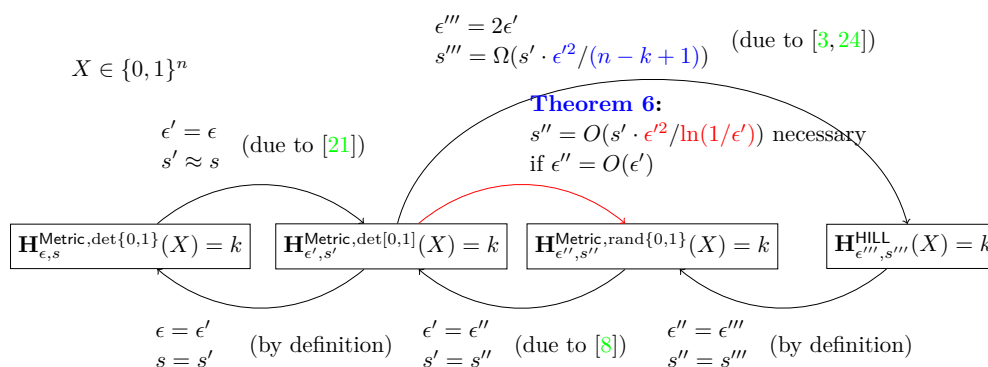 ϵ′′′ = 2ϵ′
s′′′ = Ω(s′ · ϵ′²/(n − k + 1))
(due to [3, 24])
X ∈ {0, 1}ⁿ
Theorem 6:
s′′ = O(s′ · ϵ′²/ln(1/ϵ′)) necessary
if ϵ′′ = O(ϵ′)
ϵ′ = ϵ
s′ ≈ s
(due to [21])
H^{Metric,det{0,1}}_{ϵ,s}(X) = k
H^{Metric,det[0,1]}_{ϵ′,s′}(X) = k
H^{Metric,rand{0,1}}_{ϵ′′,s′′}(X) = k
H^{HILL}_{ϵ′′′,s′′′}(X) = k
ϵ = ϵ′
s = s′
(by definition)
ϵ′ = ϵ′′
s′ = s′′
(due to [8])
ϵ′′ = ϵ′′′
s′′ = s′′′
(by definition)